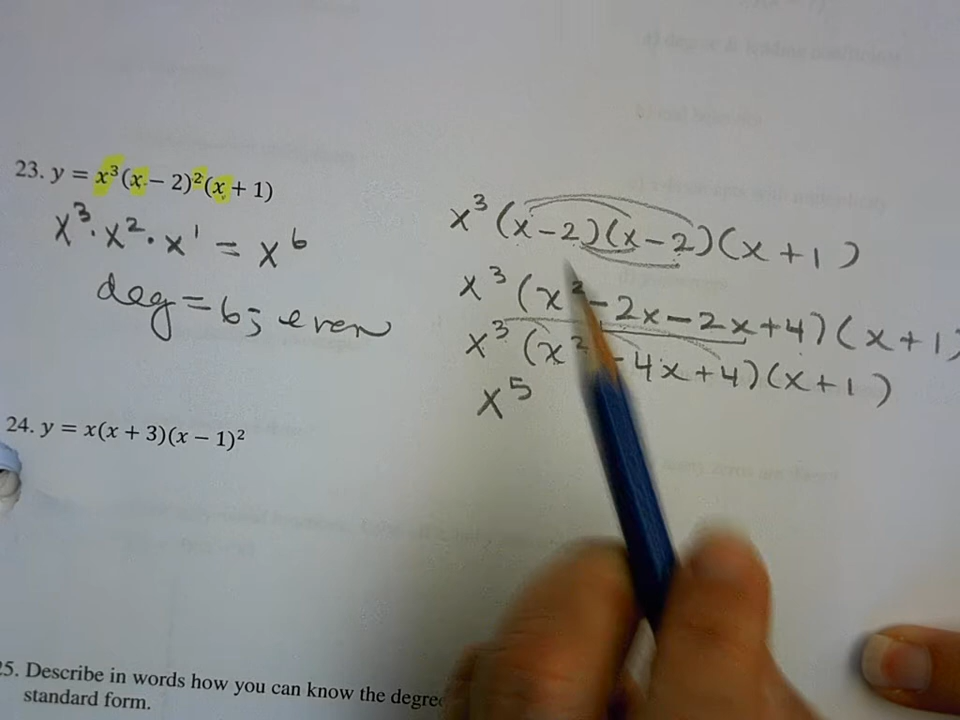 23. y = x³(x − 2)²(x + 1)
x³ · x² · x¹ = x⁶
deg = 6; even
x³(x − 2)(x − 2)(x + 1)
x³(x² − 2x − 2x + 4)(x + 1)
x³(x² − 4x + 4)(x + 1)
x⁵
24. y = x(x + 3)(x − 1)²
25. Describe in words how you can know the degree
standard form.